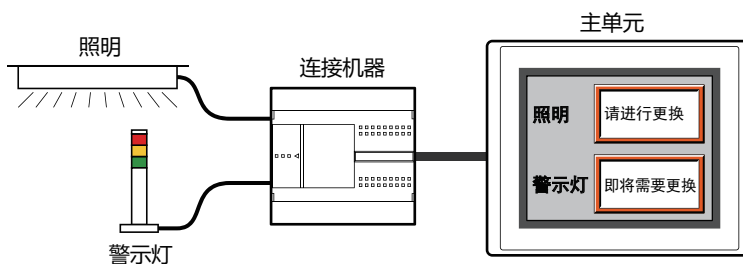 主单元
照明
连接机器
照明
请进行更换
警示灯
即将需要更换
警示灯